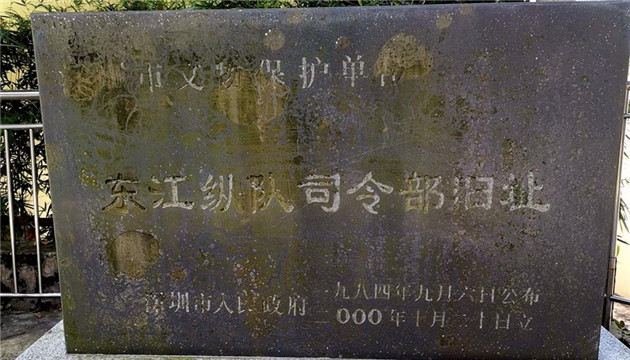 市文物保护单位
东江纵队司令部旧址
深圳市人民政府
一九八四年九月六日公布
二000年十月二十日立